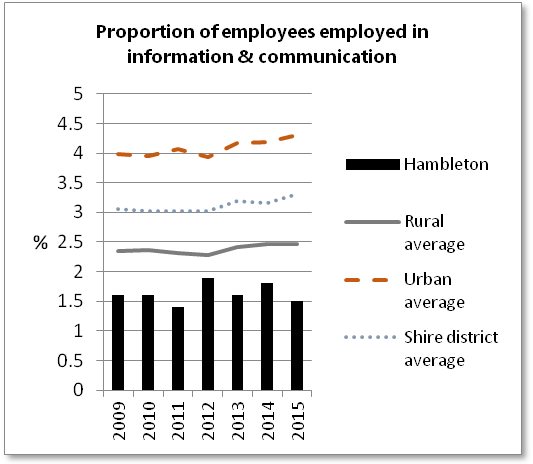 Proportion of employees employed in
information & communication
5
4.5
4
3.5
3
2.5
2
1.5
1
0.5
0
%
2009
2010
2011
2012
2013
2014
2015
Hambleton
Rural
average
Urban
average
Shire district
average